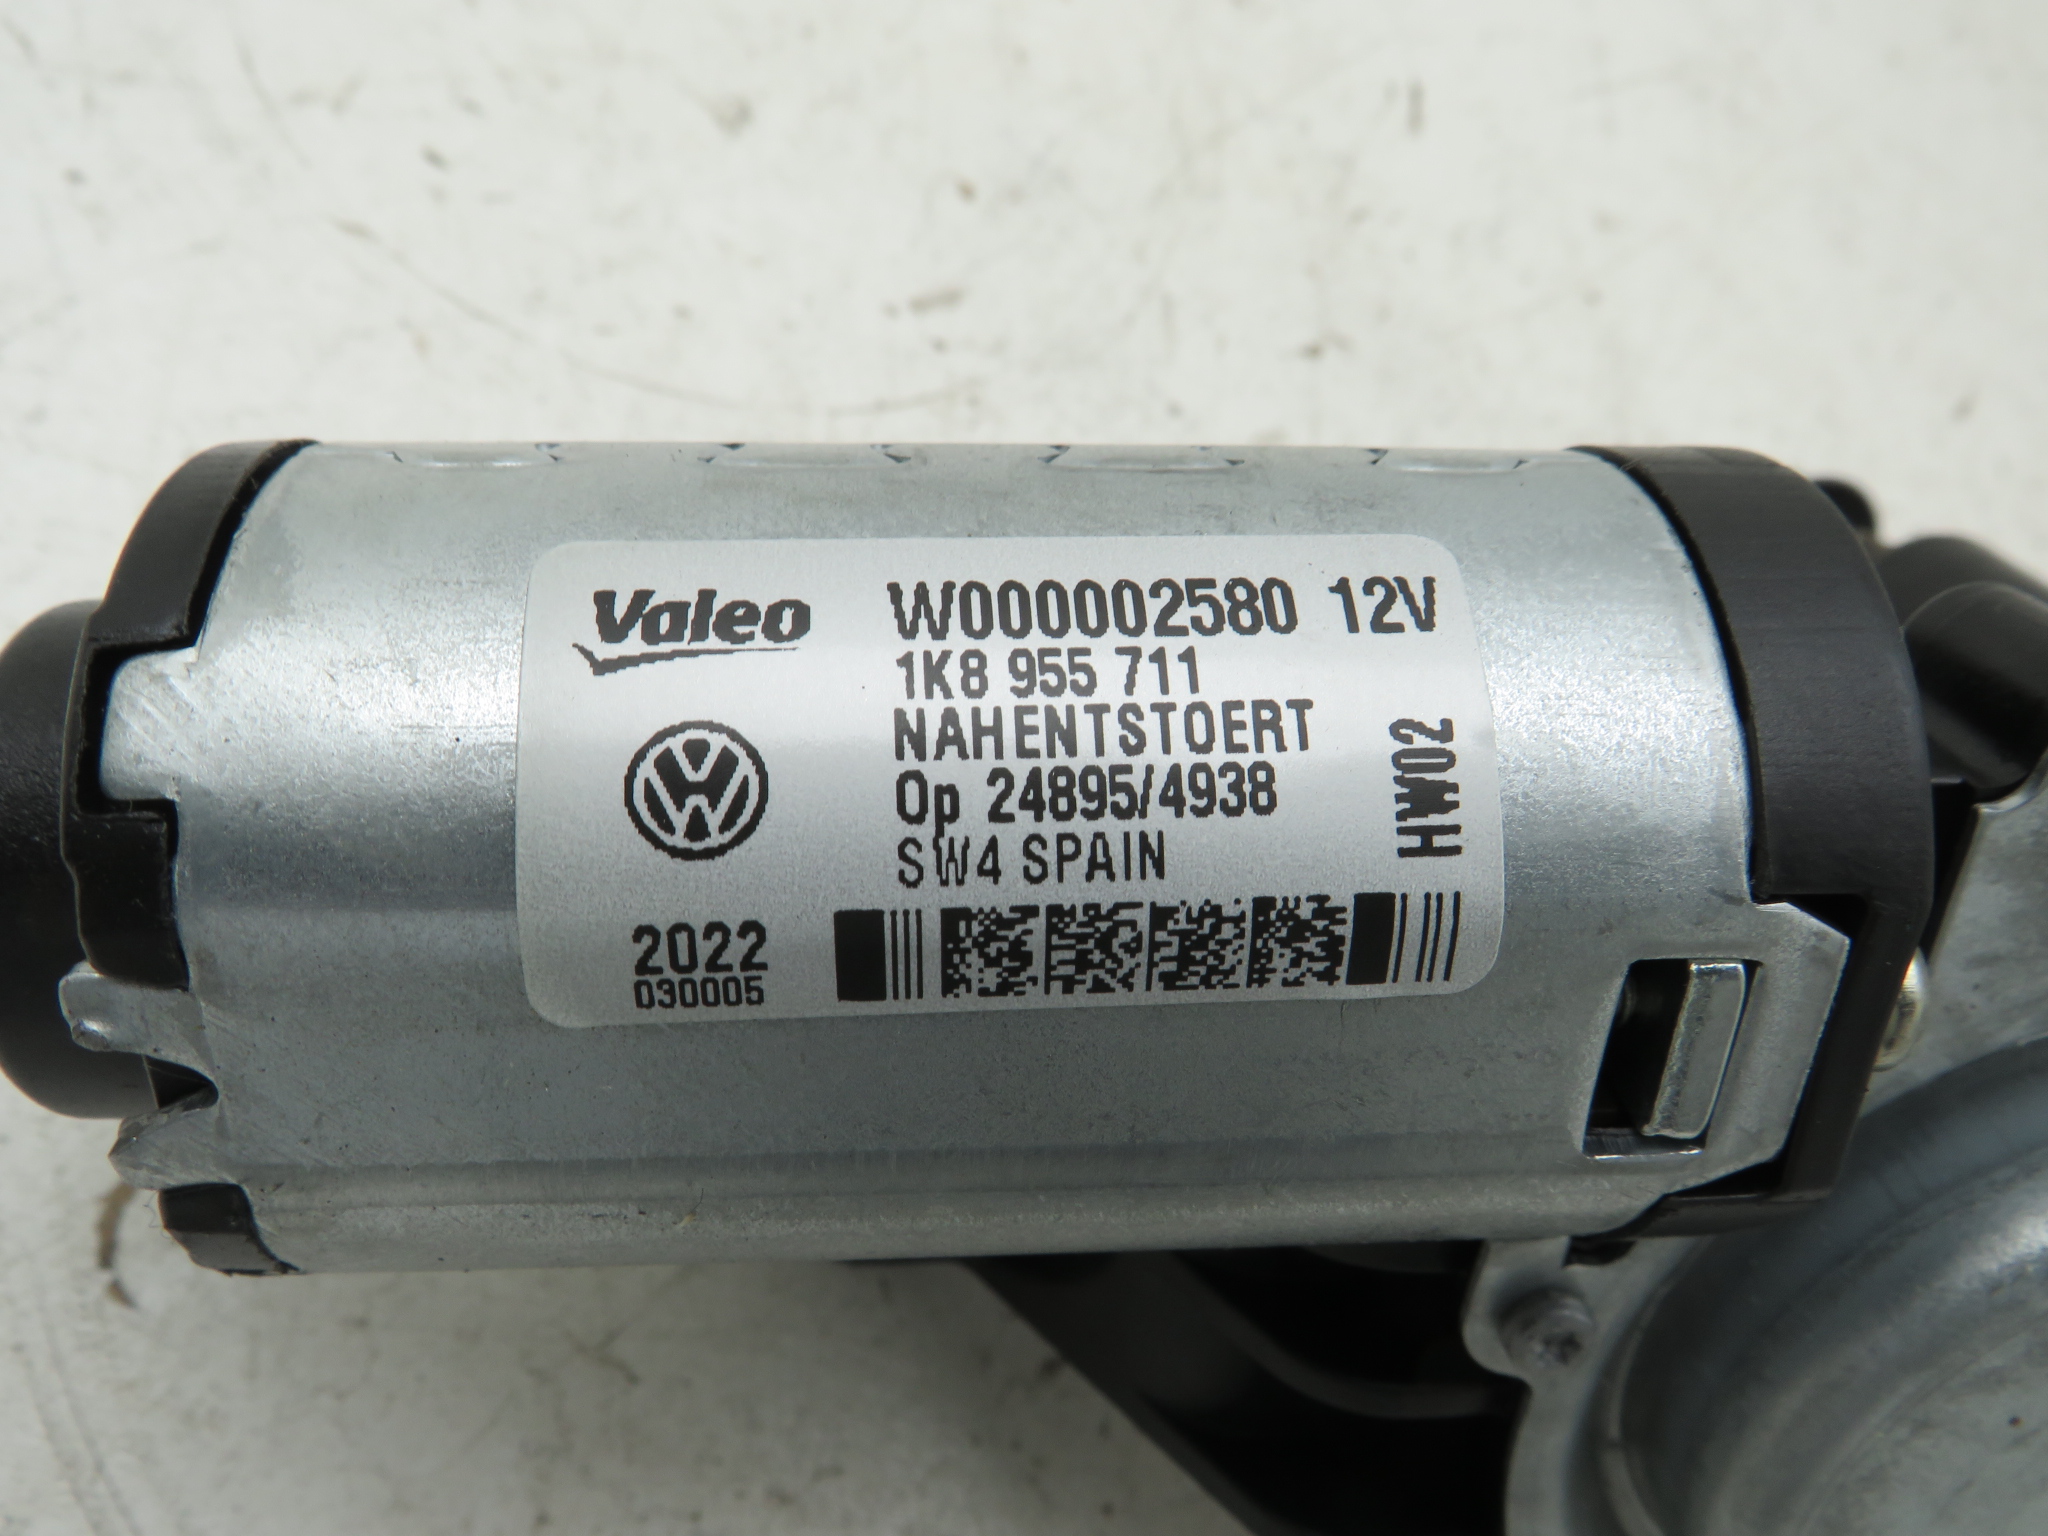 Valeo
W000002580 12V
1K8 955 711
NAHENTSTOERT
Op 24895/4938
SW4 SPAIN
HW02
2022
030005